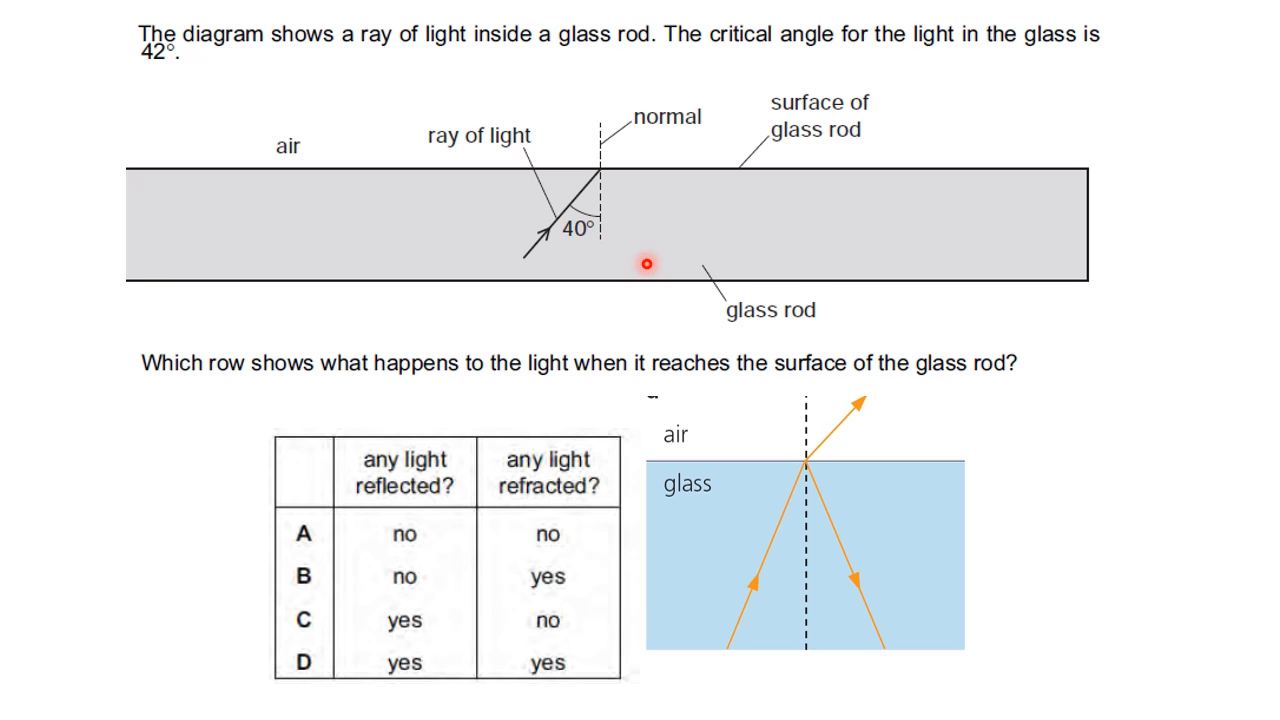 The diagram shows a ray of light inside a glass rod. The critical angle for the light in the glass is
42°.
surface of
glass rod
normal
ray of light
air
40°
glass rod
Which row shows what happens to the light when it reaches the surface of the glass rod?
any light reflected? any light refracted?
A no no
B no yes
C yes no
D yes yes
air
glass